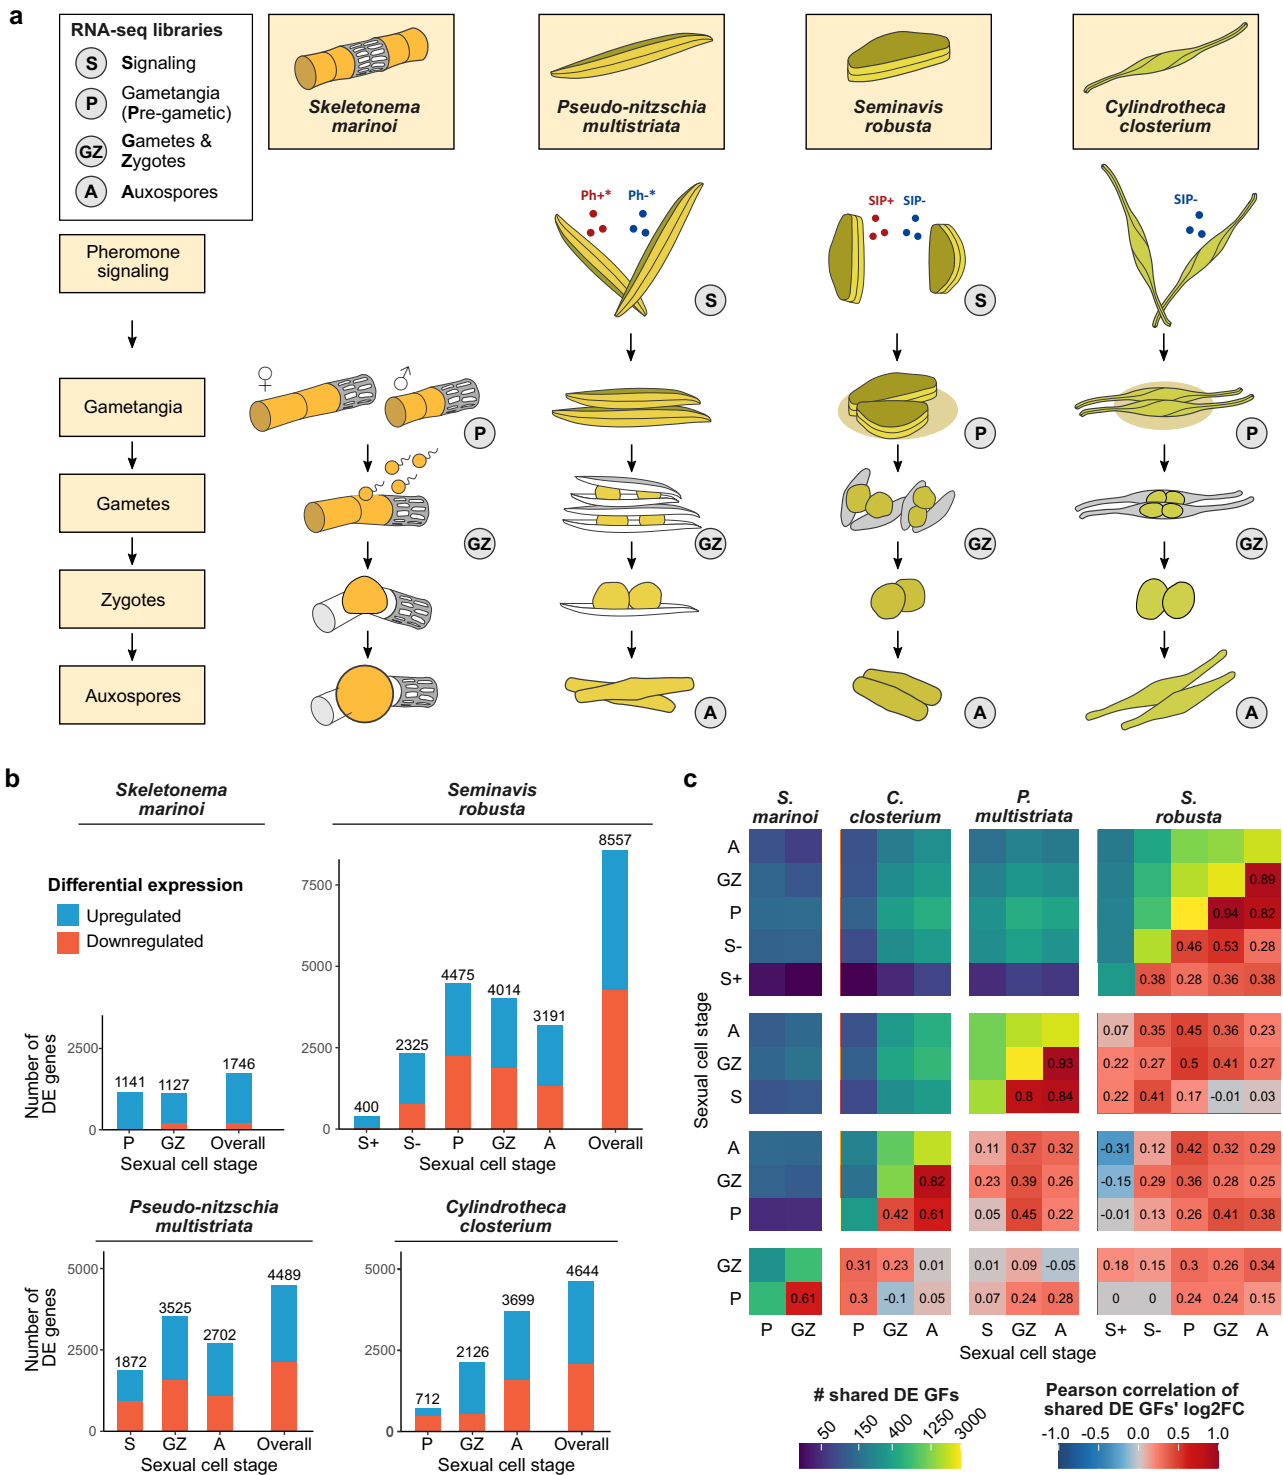 a
RNA-seq libraries
S Signaling
P Gametangia
(Pre-gametic)
GZ Gametes &
Zygotes
A Auxospores
Skeletonema
marinoi
Pseudo-nitzschia
multistriata
Seminavis
robusta
Cylindrotheca
closterium
Pheromone
signaling
Ph+* Ph-*
SIP+ SIP-
SIP-
S S
Gametangia
♀ ♂
P P P
Gametes
GZ GZ GZ GZ
Zygotes
Auxospores
A A A
b
Skeletonema
marinoi
Differential expression
Upregulated
Downregulated
Number of
DE genes
2500
0
1141 1127 1746
P GZ Overall
Sexual cell stage
Seminavis
robusta
7500
5000
2500
0
400 2325 4475 4014 3191 8557
S+ S- P GZ A Overall
Sexual cell stage
Pseudo-nitzschia
multistriata
Number of
DE genes
5000
2500
0
1872 3525 2702 4489
S GZ A Overall
Sexual cell stage
Cylindrotheca
closterium
5000
2500
0
712 2126 3699 4644
P GZ A Overall
Sexual cell stage
c
S.
marinoi
C.
closterium
P.
multistriata
S.
robusta
Sexual cell stage
A
GZ 0.89
P 0.94 0.82
S- 0.46 0.53 0.28
S+ 0.38 0.28 0.36 0.38
A 0.07 0.35 0.45 0.36 0.23
GZ 0.93 0.22 0.27 0.5 0.41 0.27
S 0.8 0.84 0.22 0.41 0.17 -0.01 0.03
A 0.11 0.37 0.32 -0.31 0.12 0.42 0.32 0.29
GZ 0.82 0.23 0.39 0.26 -0.15 0.29 0.36 0.28 0.25
P 0.42 0.61 0.05 0.45 0.22 -0.01 0.13 0.26 0.41 0.38
GZ 0.31 0.23 0.01 0.01 0.09 -0.05 0.18 0.15 0.3 0.26 0.34
P 0.61 0.3 -0.1 0.05 0.07 0.24 0.28 0 0 0.24 0.24 0.15
P GZ P GZ A S GZ A S+ S- P GZ A
Sexual cell stage
# shared DE GFs
50 150 400 1250 3000
Pearson correlation of
shared DE GFs' log2FC
-1.0 -0.5 0.0 0.5 1.0